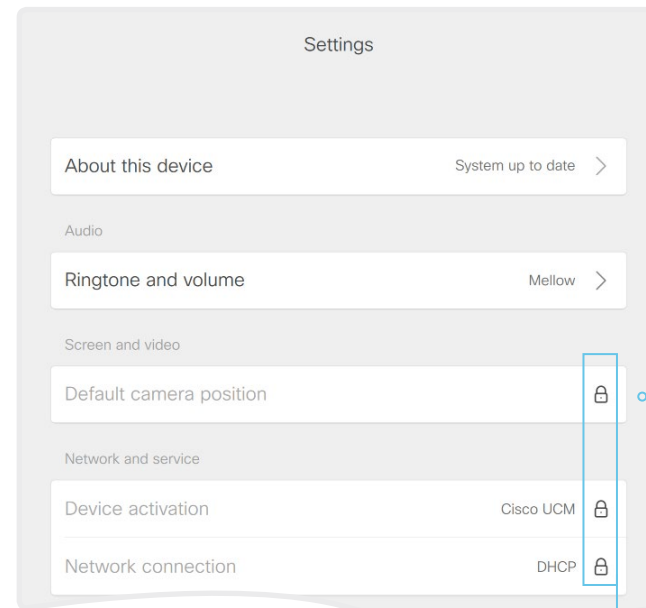 Settings
About this device System up to date
Audio
Ringtone and volume Mellow
Screen and video
Default camera position
Network and service
Device activation Cisco UCM
Network connection DHCP